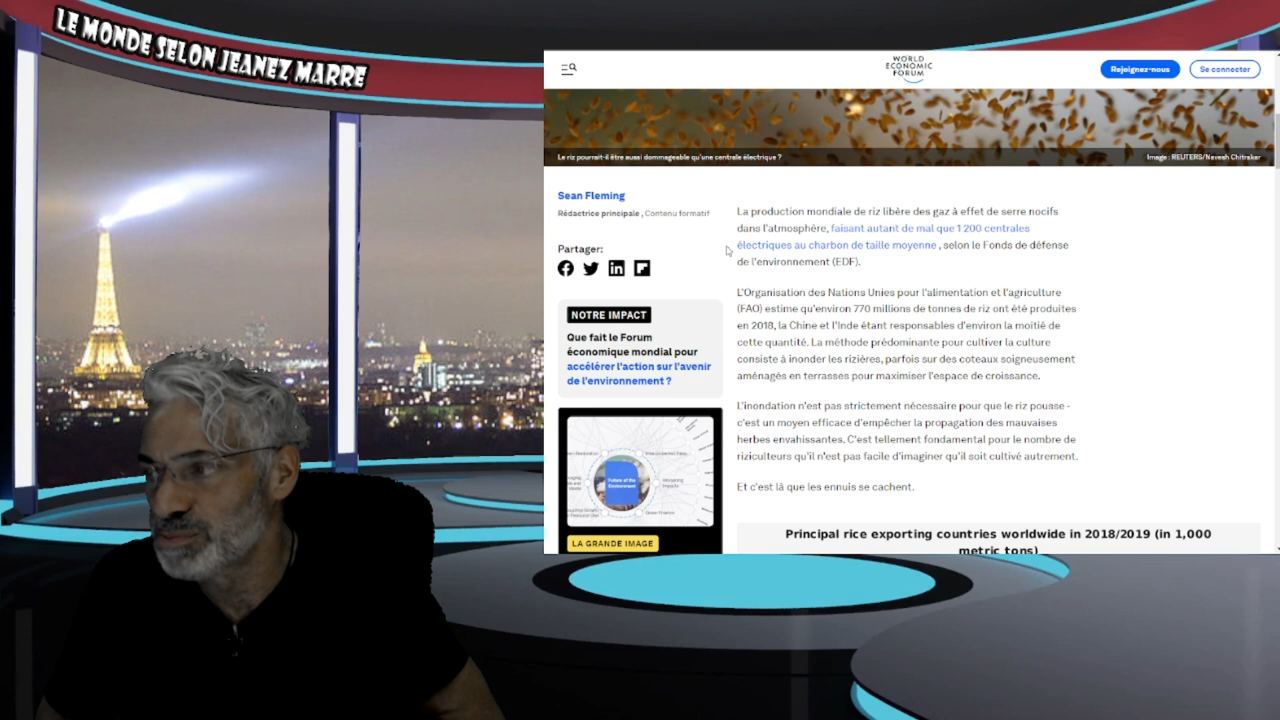 LE MONDE SELON JEANEZ MARRE
WORLD
ECONOMIC
FORUM
Rejoignez-nous
Se connecter
Le riz pourrait-il être aussi dommageable qu'une centrale électrique ?
Image : REUTERS/Navesh Chitrakar
Sean Fleming
Rédactrice principale , Contenu formatif
Partager:
NOTRE IMPACT
Que fait le Forum
économique mondial pour
accélérer l'action sur l'avenir
de l'environnement ?
Future of the
Environment
LA GRANDE IMAGE
La production mondiale de riz libère des gaz à effet de serre nocifs
dans l'atmosphère, faisant autant de mal que 1 200 centrales
électriques au charbon de taille moyenne , selon le Fonds de défense
de l'environnement (EDF).
L'Organisation des Nations Unies pour l'alimentation et l'agriculture
(FAO) estime qu'environ 770 millions de tonnes de riz ont été produites
en 2018, la Chine et l'Inde étant responsables d'environ la moitié de
cette quantité. La méthode prédominante pour cultiver la culture
consiste à inonder les rizières, parfois sur des coteaux soigneusement
aménagés en terrasses pour maximiser l'espace de croissance.
L'inondation n'est pas strictement nécessaire pour que le riz pousse -
c'est un moyen efficace d'empêcher la propagation des mauvaises
herbes envahissantes. C'est tellement fondamental pour le nombre de
riziculteurs qu'il n'est pas facile d'imaginer qu'il soit cultivé autrement.
Et c'est là que les ennuis se cachent.
Principal rice exporting countries worldwide in 2018/2019 (in 1,000
metric tons)